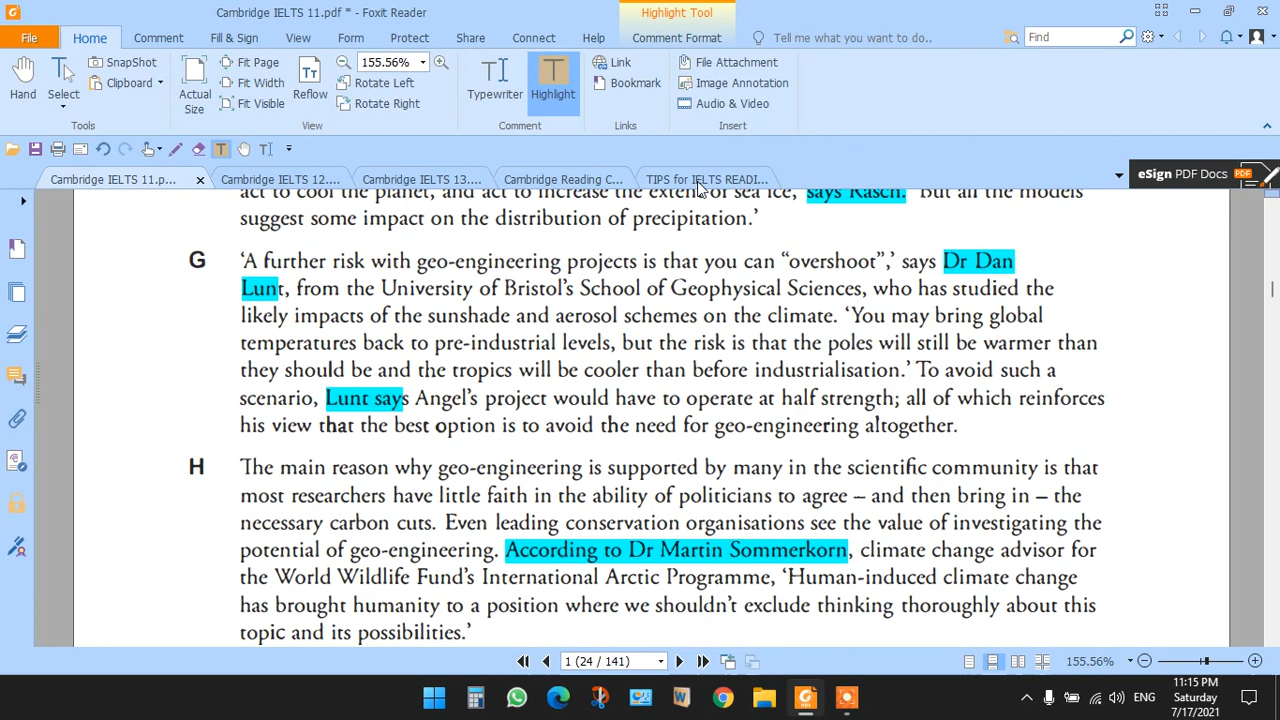 Cambridge IELTS 11.pdf * - Foxit Reader
Highlight Tool
File Home Comment Fill & Sign View Form Protect Share Connect Help Comment Format Tell me what you want to do.. Find
Hand
Select
SnapShot
Clipboard
Tools
Actual Size
Fit Page
Fit Width
Fit Visible
Reflow
155.56%
Rotate Left
Rotate Right
View
Typewriter
Highlight
Comment
Link
Bookmark
Links
File Attachment
Image Annotation
Audio & Video
Insert
Cambridge IELTS 11.p... Cambridge IELTS 12.... Cambridge IELTS 13.... Cambridge Reading C... TIPS for IELTS READI...
eSign PDF Docs PDF
act to cool the planet, and act to increase the extent of sea ice,' says Rasch. 'But all the models
suggest some impact on the distribution of precipitation.'
G 'A further risk with geo-engineering projects is that you can "overshoot",' says Dr Dan
Lunt, from the University of Bristol's School of Geophysical Sciences, who has studied the
likely impacts of the sunshade and aerosol schemes on the climate. 'You may bring global
temperatures back to pre-industrial levels, but the risk is that the poles will still be warmer than
they should be and the tropics will be cooler than before industrialisation.' To avoid such a
scenario, Lunt says Angel's project would have to operate at half strength; all of which reinforces
his view that the best option is to avoid the need for geo-engineering altogether.
H The main reason why geo-engineering is supported by many in the scientific community is that
most researchers have little faith in the ability of politicians to agree – and then bring in – the
necessary carbon cuts. Even leading conservation organisations see the value of investigating the
potential of geo-engineering. According to Dr Martin Sommerkorn, climate change advisor for
the World Wildlife Fund's International Arctic Programme, 'Human-induced climate change
has brought humanity to a position where we shouldn't exclude thinking thoroughly about this
topic and its possibilities.'
1 (24 / 141)
155.56%
ENG
11:15 PM
Saturday
7/17/2021